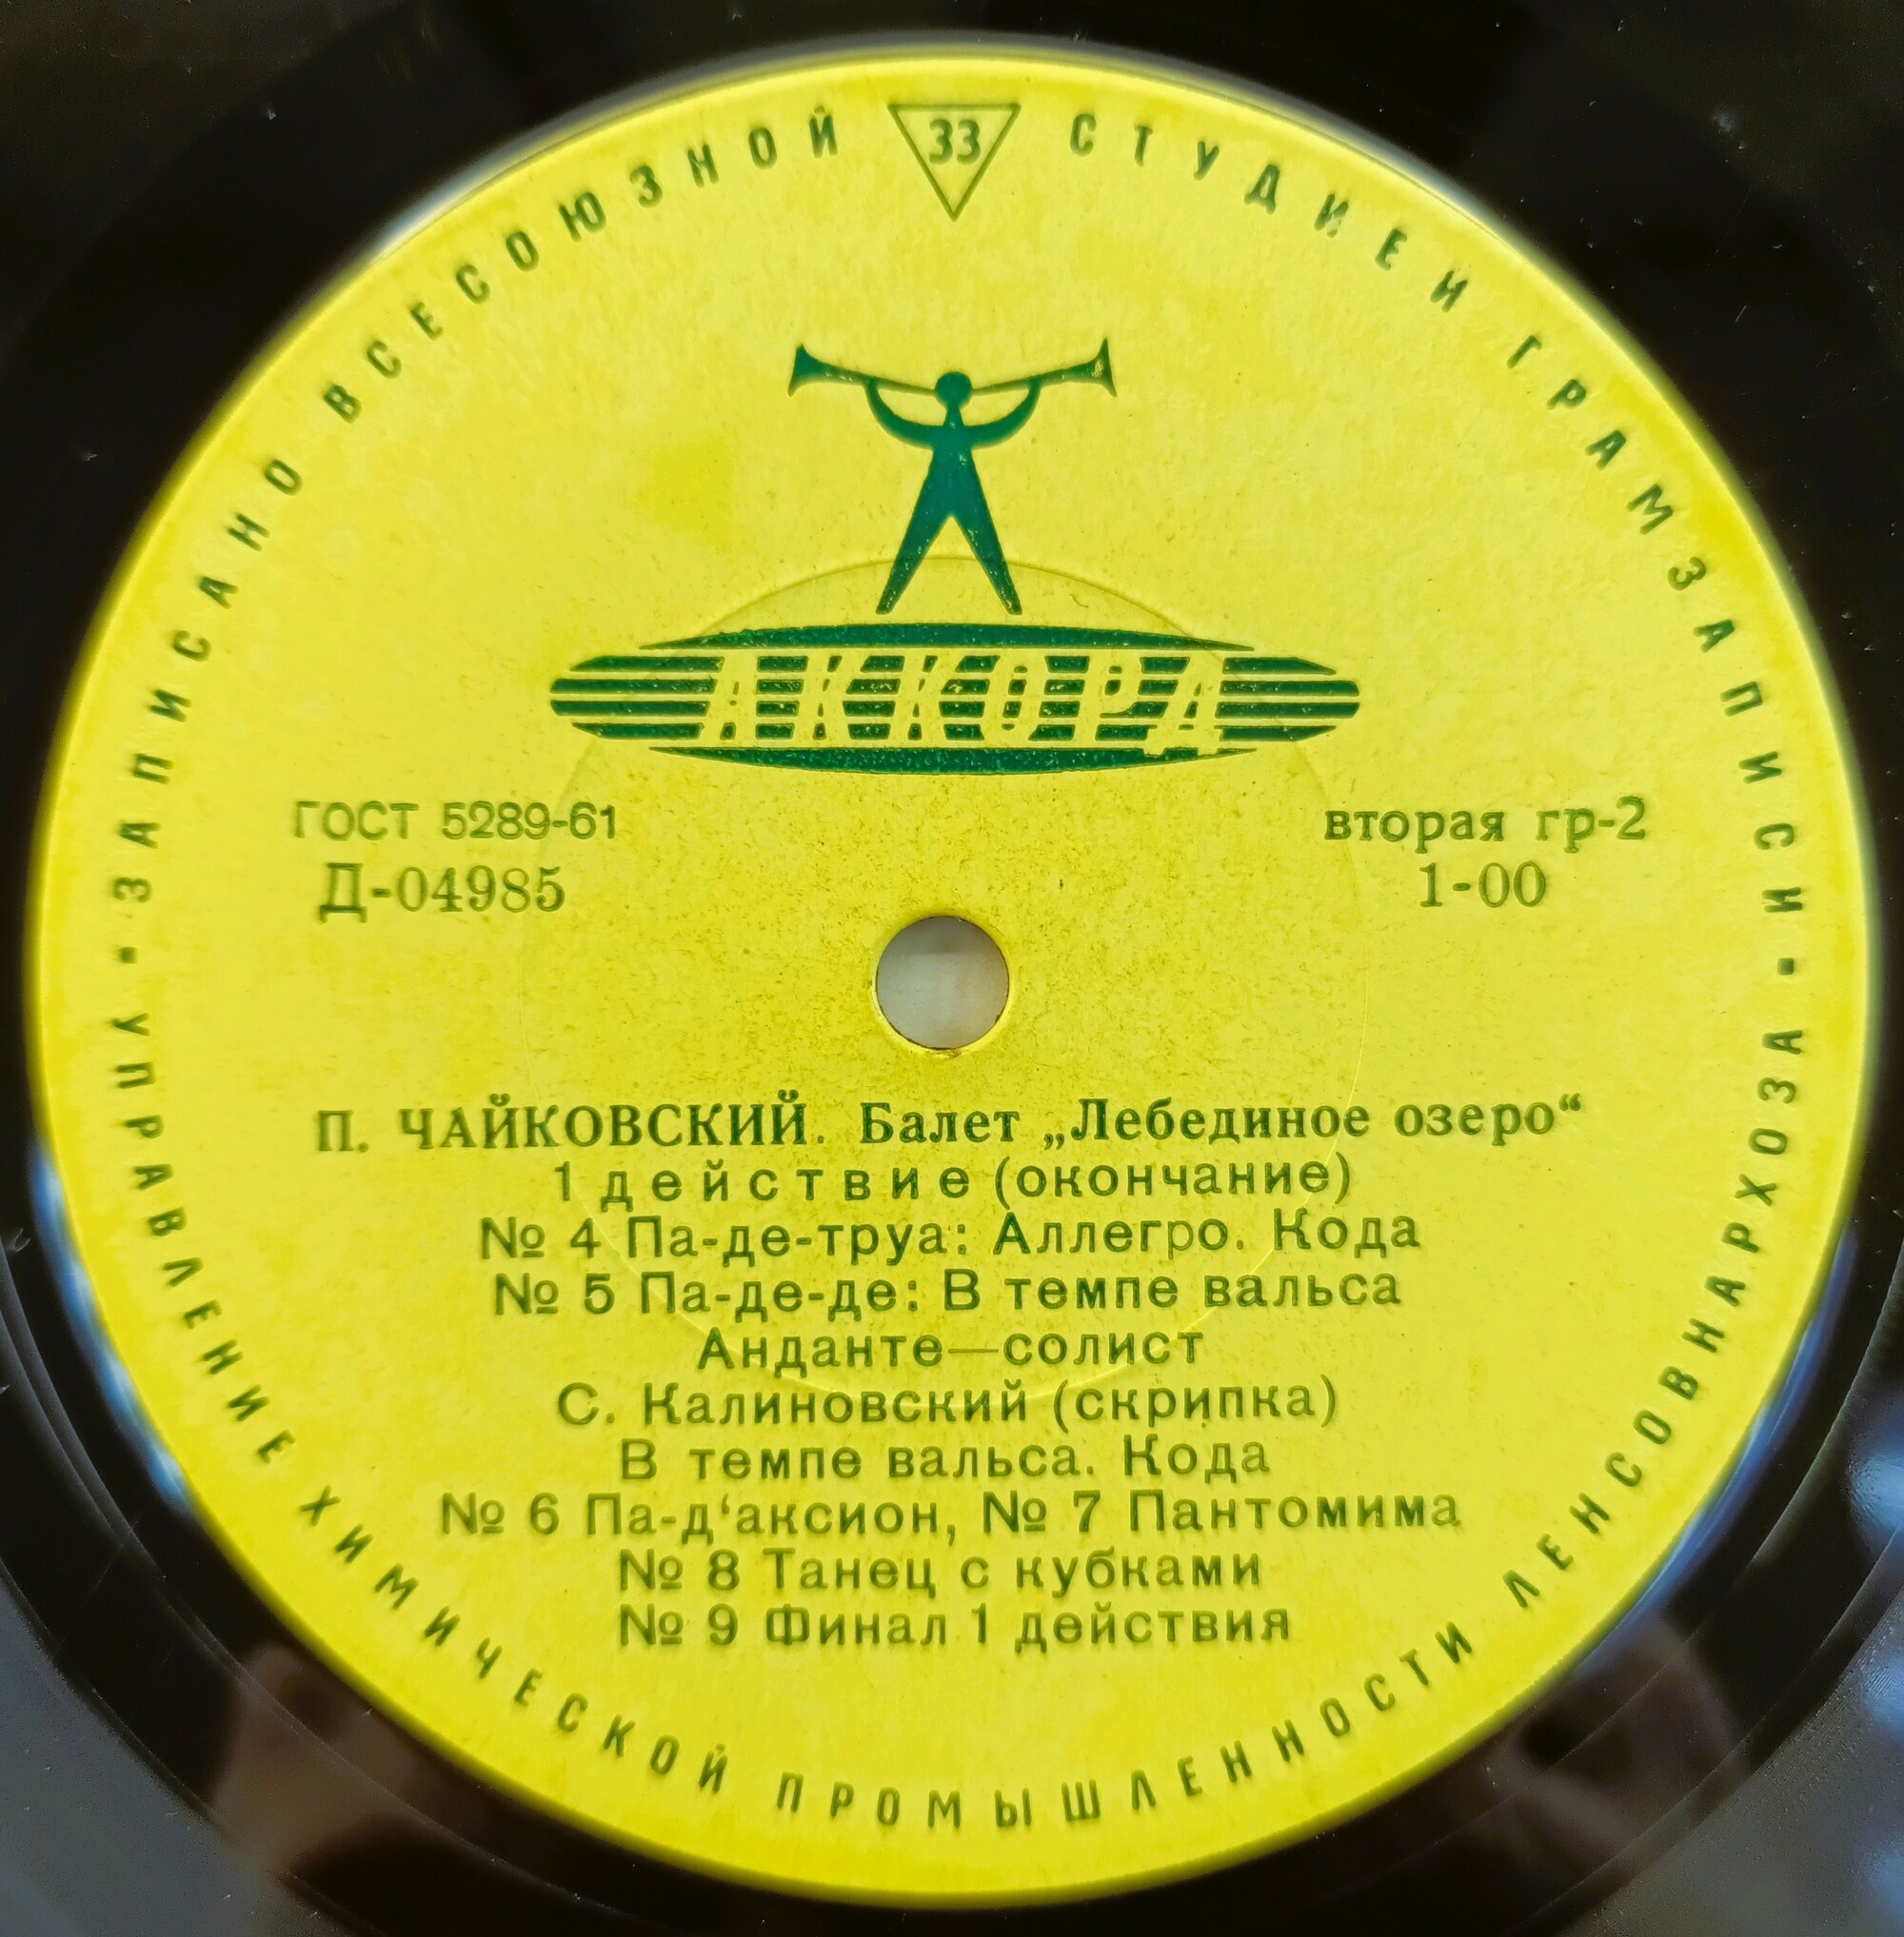 ЗАПИСАНО ВСЕСОЮЗНОЙ СТУДИЕЙ ГРАМЗАПИСИ
33
АККОРД
ГОСТ 5289-61
Д-04985
вторая гр-2
1-00
П. ЧАЙКОВСКИЙ. Балет „Лебединое озеро“
1 действие (окончание)
№ 4 Па-де-труа: Аллегро. Кода
№ 5 Па-де-де: В темпе вальса
Анданте—солист
С. Калиновский (скрипка)
В темпе вальса. Кода
№ 6 Па-д‘аксион, № 7 Пантомима
№ 8 Танец с кубками
№ 9 Финал 1 действия
УПРАВЛЕНИЕ ХИМИЧЕСКОЙ ПРОМЫШЛЕННОСТИ ЛЕНСОВНАРХОЗА